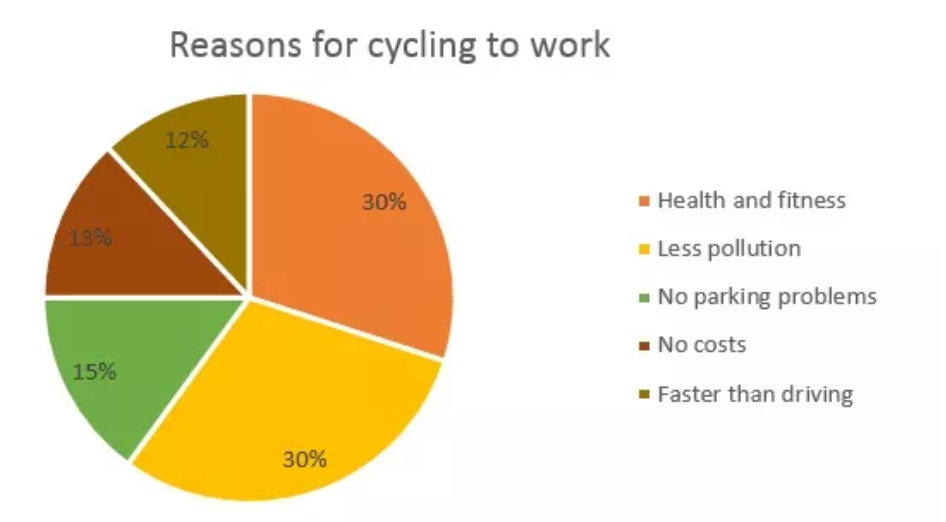 Reasons for cycling to work
12%
30%
13%
15%
30%
Health and fitness
Less pollution
No parking problems
No costs
Faster than driving